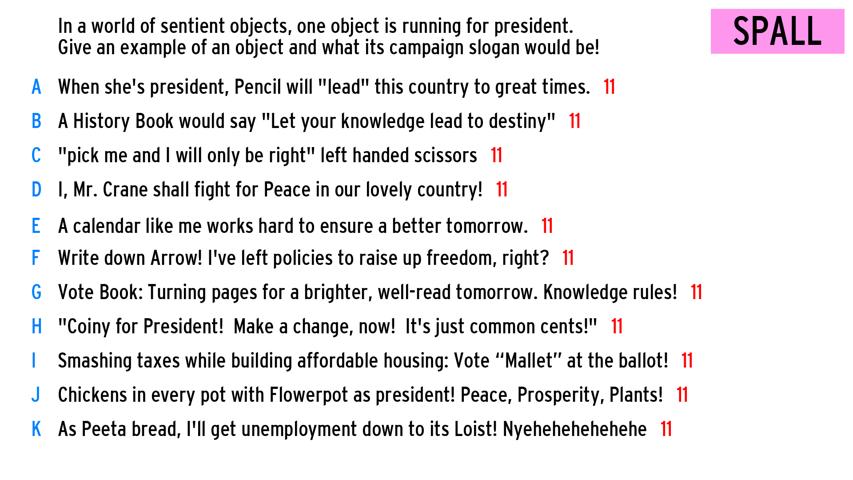 In a world of sentient objects, one object is running for president.
Give an example of an object and what its campaign slogan would be!
SPALL
A When she's president, Pencil will "lead" this country to great times. 11
B A History Book would say "Let your knowledge lead to destiny" 11
C "pick me and I will only be right" left handed scissors 11
D I, Mr. Crane shall fight for Peace in our lovely country! 11
E A calendar like me works hard to ensure a better tomorrow. 11
F Write down Arrow! I've left policies to raise up freedom, right? 11
G Vote Book: Turning pages for a brighter, well-read tomorrow. Knowledge rules! 11
H "Coiny for President! Make a change, now! It's just common cents!" 11
I Smashing taxes while building affordable housing: Vote “Mallet” at the ballot! 11
J Chickens in every pot with Flowerpot as president! Peace, Prosperity, Plants! 11
K As Peeta bread, I'll get unemployment down to its Loist! Nyehehehehehehe 11